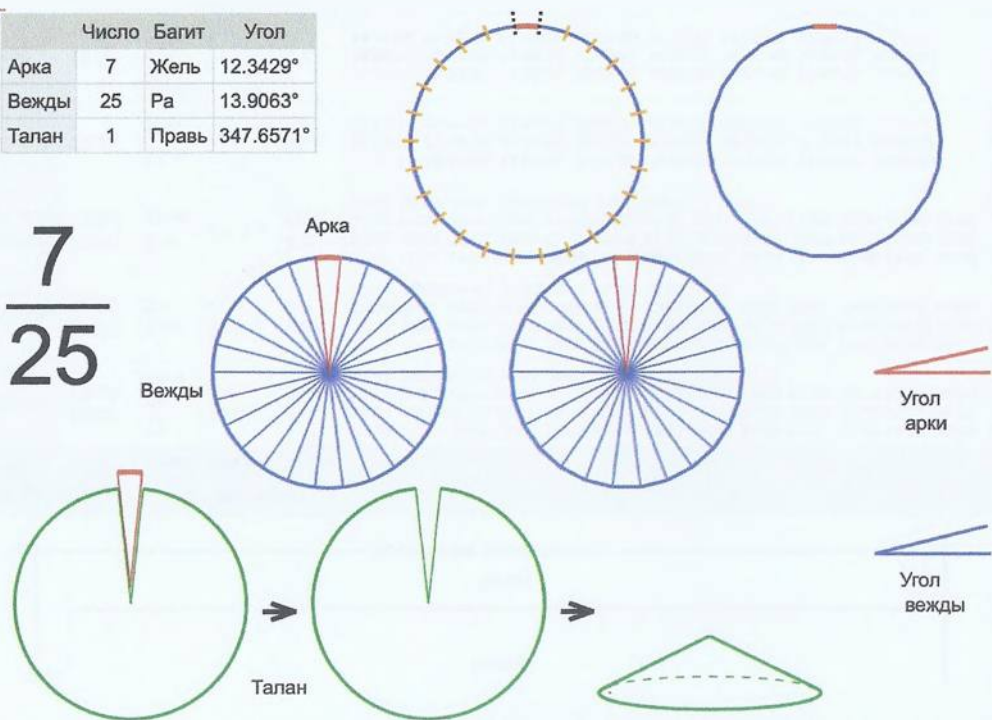 Число Багит Угол
Арка 7 Жель 12.3429°
Вежды 25 Ра 13.9063°
Талан 1 Правь 347.6571°
7
25
Арка
Вежды
Угол
арки
Угол
вежды
Талан